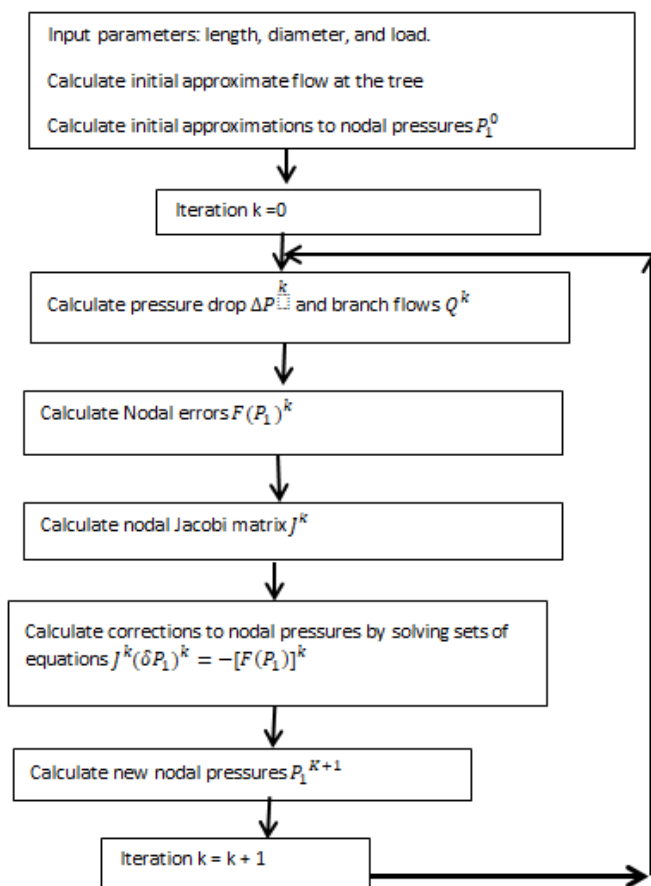 Input parameters: length, diameter, and load.
Calculate initial approximate flow at the tree
Calculate initial approximations to nodal pressures P₁⁰
Iteration k =0
Calculate pressure drop ΔPᵏ and branch flows Qᵏ
Calculate Nodal errors F(P₁)ᵏ
Calculate nodal Jacobi matrix Jᵏ
Calculate corrections to nodal pressures by solving sets of
equations Jᵏ(δP₁)ᵏ = −[F(P₁)]ᵏ
Calculate new nodal pressures P₁ᴷ⁺¹
Iteration k = k + 1